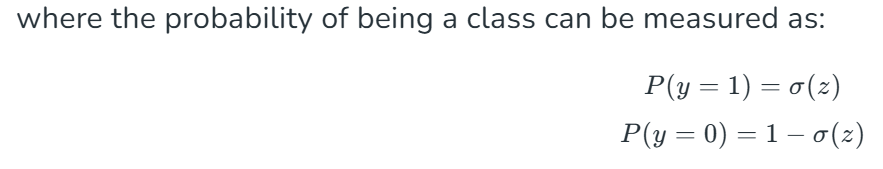 where the probability of being a class can be measured as:
P(y = 1) = σ(z)
P(y = 0) = 1 − σ(z)